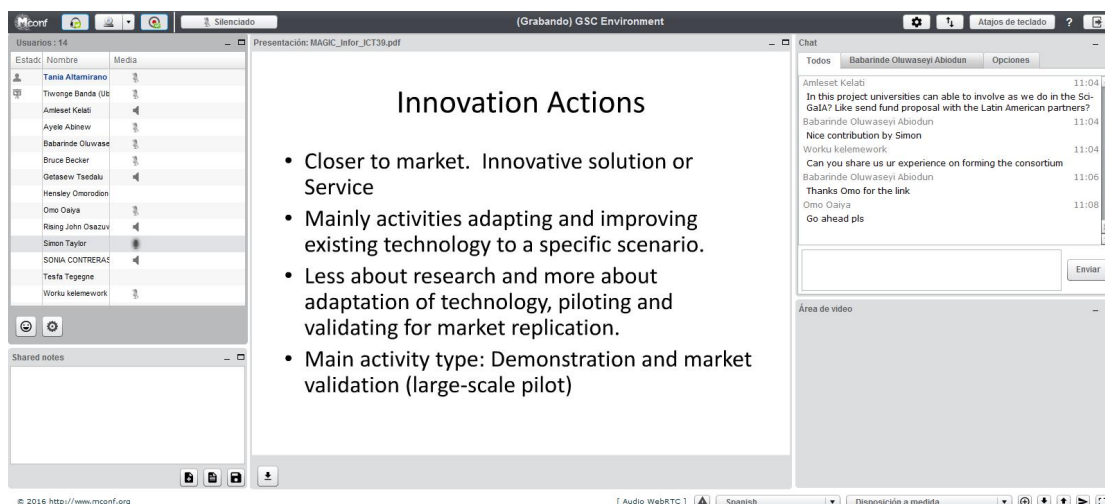 Mconf
Silenciado
(Grabando) GSC Environment
Atajos de teclado
?
Usuarios : 14
Estadc Nombre Media
Tania Altamirano
Tiwonge Banda (Ub
Amleset Kelati
Ayele Abinew
Babarinde Oluwase
Bruce Becker
Getasew Tsedalu
Hensley Omorodion
Omo Oaiya
Rising John Osazuv
Simon Taylor
SONIA CONTRERAS
Tesfa Tegegne
Worku kelemework
Shared notes
Presentación: MAGIC_Infor_ICT39.pdf
Innovation Actions
• Closer to market. Innovative solution or
Service
• Mainly activities adapting and improving
existing technology to a specific scenario.
• Less about research and more about
adaptation of technology, piloting and
validating for market replication.
• Main activity type: Demonstration and market
validation (large-scale pilot)
Chat
Todos Babarinde Oluwaseyi Abiodun Opciones
Amleset Kelati 11:04
In this project universities can able to involve as we do in the Sci-
GaIA? Like send fund proposal with the Latin American partners?
Babarinde Oluwaseyi Abiodun 11:04
Nice contribution by Simon
Worku kelemework 11:04
Can you share us ur experience on forming the consortium
Babarinde Oluwaseyi Abiodun 11:06
Thanks Omo for the link
Omo Oaiya 11:08
Go ahead pls
Enviar
Área de video
© 2016 http://www.mconf.org
[ Audio WebRTC ] Spanish Disposición a medida